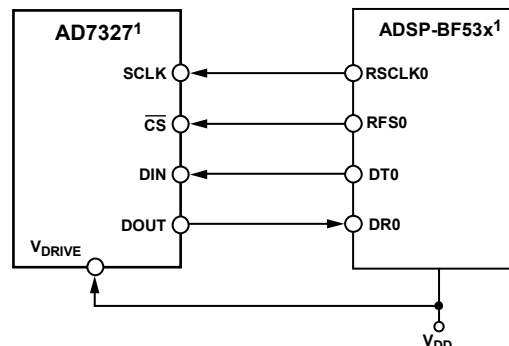 AD7327¹
ADSP-BF53x¹
SCLK
RSCLK0
CS
RFS0
DIN
DT0
DOUT
DR0
VDRIVE
VDD